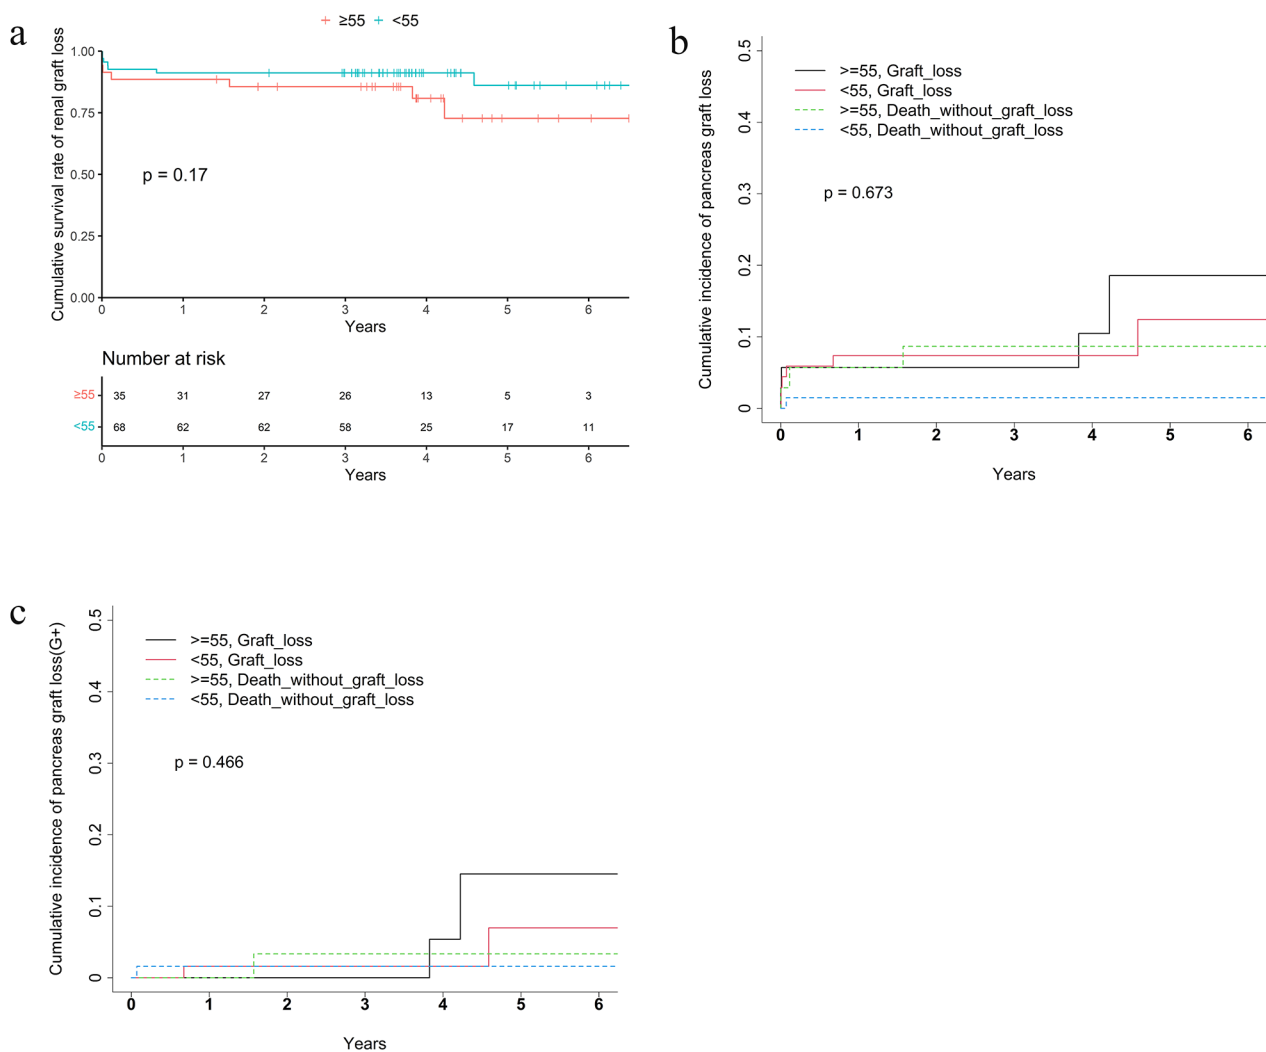 a
≥55 <55
Cumulative survival rate of renal graft loss
1.00
0.75
0.50
0.25
0.00
p = 0.17
0 1 2 3 4 5 6
Years
Number at risk
≥55 35 31 27 26 13 5 3
<55 68 62 62 58 25 17 11
0 1 2 3 4 5 6
Years
b
Cumulative incidence of pancreas graft loss
0.5
0.4
0.3
0.2
0.1
0
>=55, Graft_loss
<55, Graft_loss
>=55, Death_without_graft_loss
<55, Death_without_graft_loss
p = 0.673
0 1 2 3 4 5 6
Years
c
Cumulative incidence of pancreas graft loss(G+)
0.5
0.4
0.3
0.2
0.1
0
>=55, Graft_loss
<55, Graft_loss
>=55, Death_without_graft_loss
<55, Death_without_graft_loss
p = 0.466
0 1 2 3 4 5 6
Years